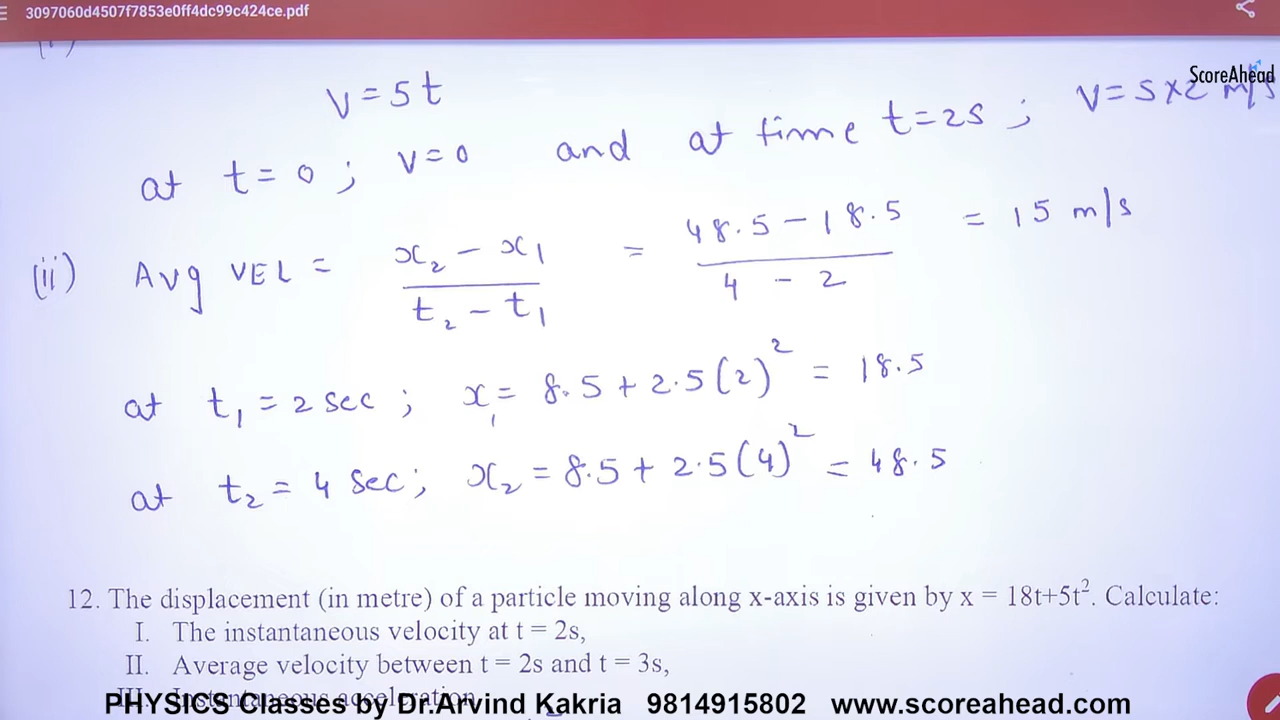 3097060d4507f7853e0ff4dc99c424ce.pdf
ScoreAhead
V = 5t
at t = 0 ; V = 0 and at time t = 2s ; V = 5×2 m/s
(ii) Avg VEL = x₂ − x₁ / t₂ − t₁ = 48.5 − 18.5 / 4 − 2 = 15 m/s
at t₁ = 2 sec ; x₁ = 8.5 + 2.5(2)² = 18.5
at t₂ = 4 sec ; x₂ = 8.5 + 2.5(4)² = 48.5
12. The displacement (in metre) of a particle moving along x-axis is given by x = 18t+5t². Calculate:
I. The instantaneous velocity at t = 2s,
II. Average velocity between t = 2s and t = 3s,
III. Instantaneous acceleration
PHYSICS Classes by Dr.Arvind Kakria 9814915802 www.scoreahead.com